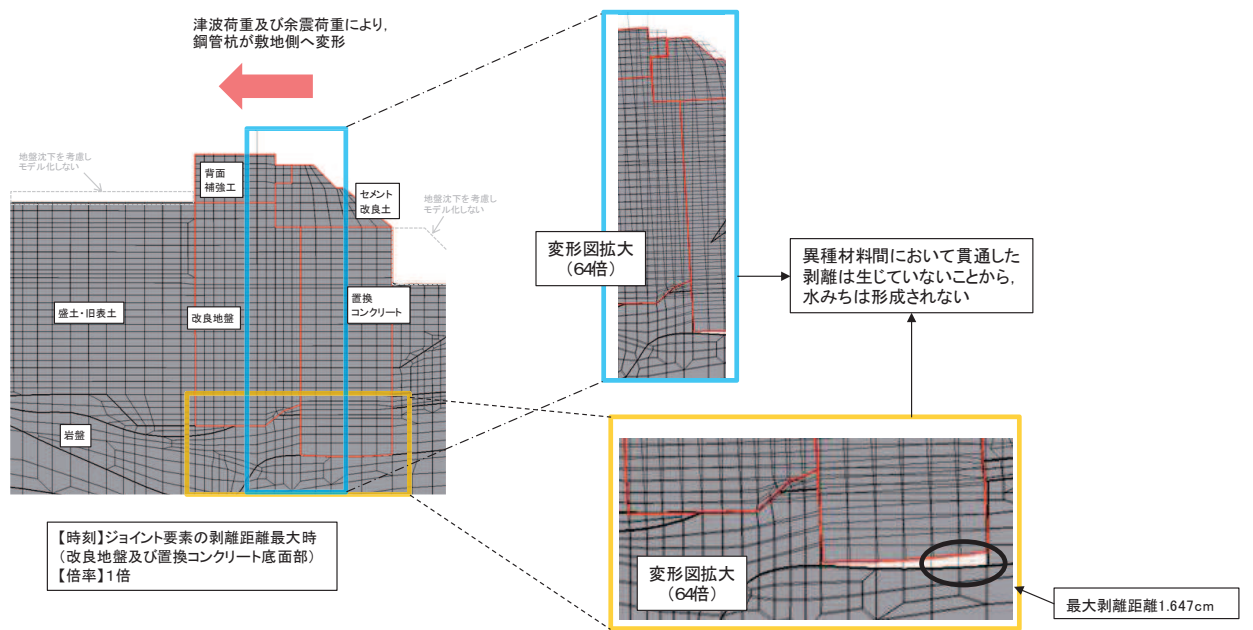 津波荷重及び余震荷重により,
鋼管杭が敷地側へ変形
地盤沈下を考慮し
モデル化しない
背面
補強工
セメント
改良土
地盤沈下を考慮し
モデル化しない
盛土・旧表土
改良地盤
置換
コンクリート
岩盤
【時刻】ジョイント要素の剥離距離最大時
(改良地盤及び置換コンクリート底面部)
【倍率】1倍
変形図拡大
(64倍)
異種材料間において貫通した
剥離は生じていないことから,
水みちは形成されない
変形図拡大
(64倍)
最大剥離距離1.647cm